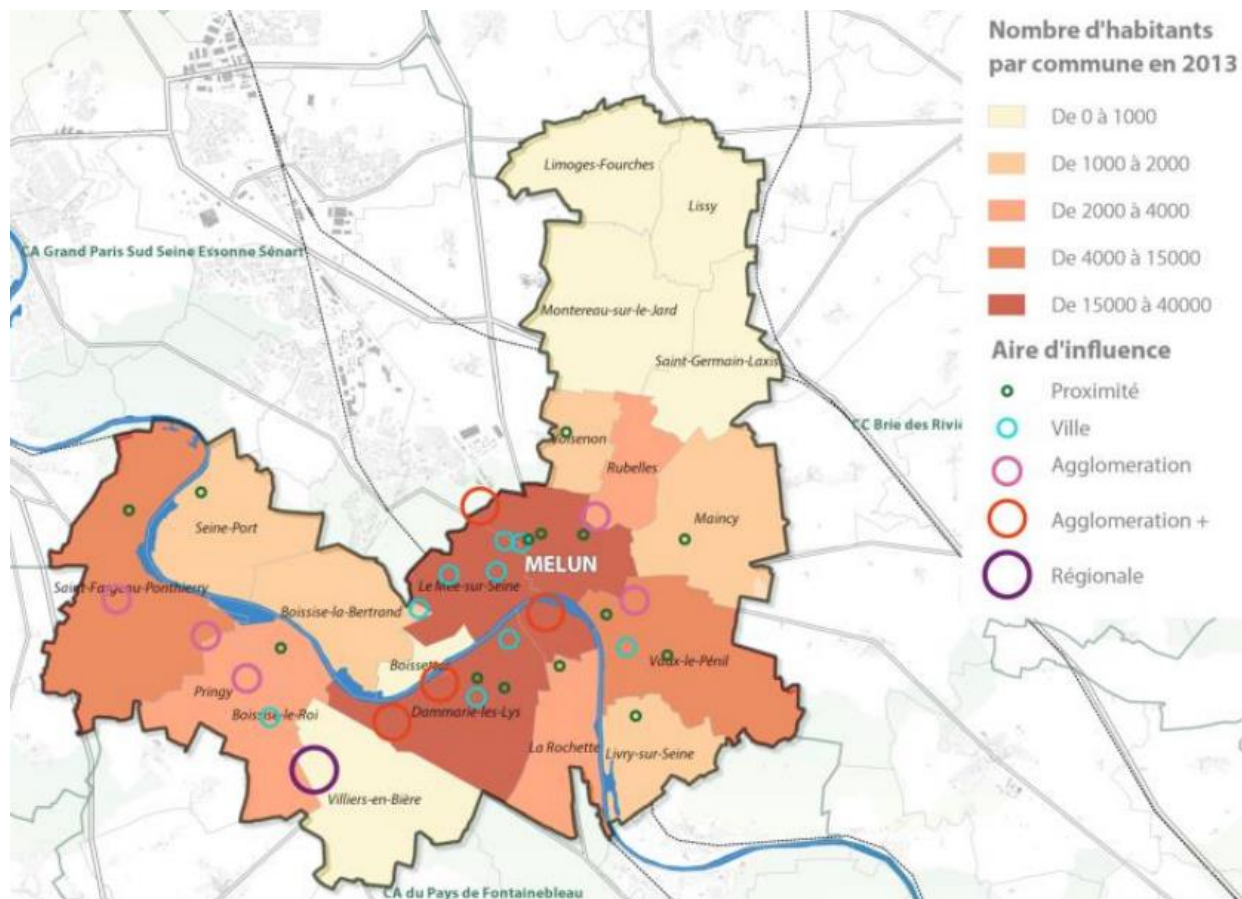 Nombre d'habitants
par commune en 2013
De 0 à 1000
De 1000 à 2000
De 2000 à 4000
De 4000 à 15000
De 15000 à 40000
Aire d'influence
Proximité
Ville
Agglomeration
Agglomeration +
Régionale
Limoges-Fourches
Lissy
CA Grand Paris Sud Seine Essonne Sénart
Montereau-sur-le-Jard
Saint-Germain-Laxis
CC Brie des Rivi
Voisenon
Rubelles
Maincy
Seine-Port
MELUN
Saint-Fargeau-Ponthierry
Le Mée-sur-Seine
Boissise-la-Bertrand
Boissettes
Vaux-le-Pénil
Pringy
Boissise-le-Roi
Dammarie-les-Lys
La Rochette
Livry-sur-Seine
Villiers-en-Bière
CA du Pays de Fontainebleau